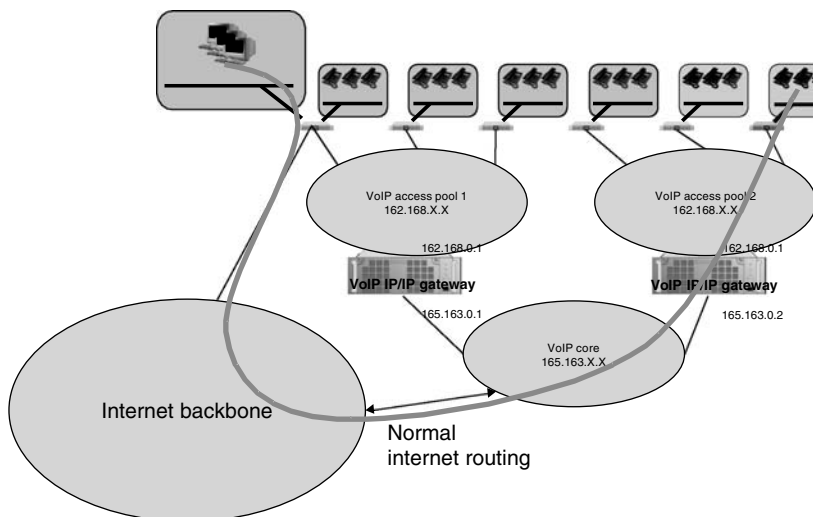 VoIP access pool 1
162.168.X.X
VoIP access pool 2
162.168.X.X
162.168.0.1
162.168.0.1
VoIP IP/IP gateway
VoIP IP/IP gateway
165.163.0.1
165.163.0.2
VoIP core
165.163.X.X
Internet backbone
Normal
internet routing